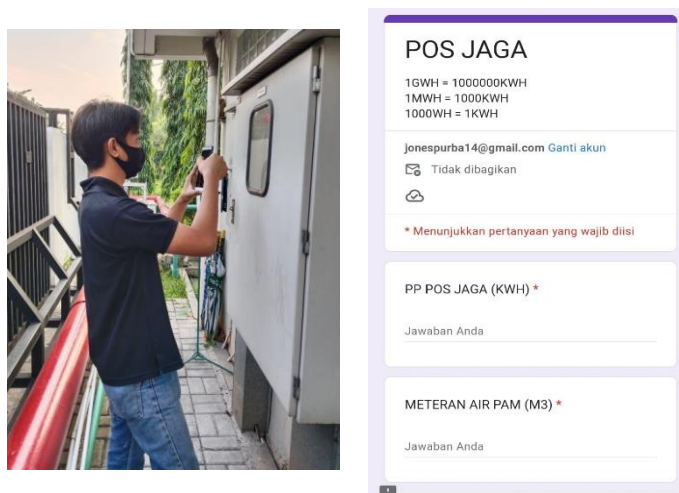 POS JAGA
1GWH = 1000000KWH
1MWH = 1000KWH
1000WH = 1KWH
jonespurba14@gmail.com Ganti akun
Tidak dibagikan
* Menunjukkan pertanyaan yang wajib diisi
PP POS JAGA (KWH) *
Jawaban Anda
METERAN AIR PAM (M3) *
Jawaban Anda